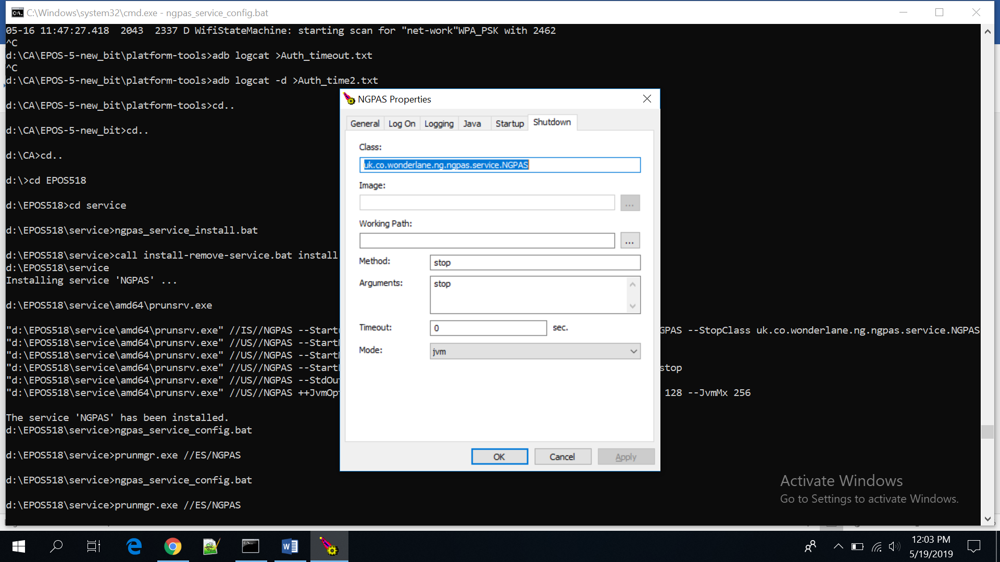 C:\Windows\system32\cmd.exe - ngpas_service_config.bat
05-16 11:47:27.418  2043  2337 D WifiStateMachine: starting scan for "net-work"WPA_PSK with 2462
^C
d:\CA\EPOS-5-new_bit\platform-tools>adb logcat >Auth_timeout.txt
^C
d:\CA\EPOS-5-new_bit\platform-tools>adb logcat -d >Auth_time2.txt
d:\CA\EPOS-5-new_bit\platform-tools>cd..
d:\CA\EPOS-5-new_bit>cd..
d:\CA>cd..
d:\>cd EPOS518
d:\EPOS518>cd service
d:\EPOS518\service>ngpas_service_install.bat
d:\EPOS518\service>call install-remove-service.bat install
d:\EPOS518\service
Installing service 'NGPAS' ...
d:\EPOS518\service\amd64\prunsrv.exe
"d:\EPOS518\service\amd64\prunsrv.exe" //IS//NGPAS --Start GPAS --StopClass uk.co.wonderlane.ng.ngpas.service.NGPAS
"d:\EPOS518\service\amd64\prunsrv.exe" //US//NGPAS --Start
"d:\EPOS518\service\amd64\prunsrv.exe" //US//NGPAS --Start
"d:\EPOS518\service\amd64\prunsrv.exe" //US//NGPAS --Start stop
"d:\EPOS518\service\amd64\prunsrv.exe" //US//NGPAS --StdOu
"d:\EPOS518\service\amd64\prunsrv.exe" //US//NGPAS ++JvmOp 128 --JvmMx 256
The service 'NGPAS' has been installed.
d:\EPOS518\service>ngpas_service_config.bat
d:\EPOS518\service>prunmgr.exe //ES/NGPAS
d:\EPOS518\service>ngpas_service_config.bat
d:\EPOS518\service>prunmgr.exe //ES/NGPAS
NGPAS Properties
General Log On Logging Java Startup Shutdown
Class:
uk.co.wonderlane.ng.ngpas.service.NGPAS
Image:
...
Working Path:
...
Method: stop
Arguments: stop
Timeout: 0 sec.
Mode: jvm
OK Cancel Apply
Activate Windows
Go to Settings to activate Windows.
12:03 PM
5/19/2019